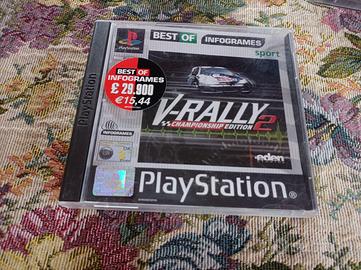 BEST OF INFOGRAMES
sport
BEST OF
INFOGRAMES
£ 29.900
€15,44
V-RALLY 2
CHAMPIONSHIP EDITION
INFOGRAMES
eden
PlayStation
PlayStation